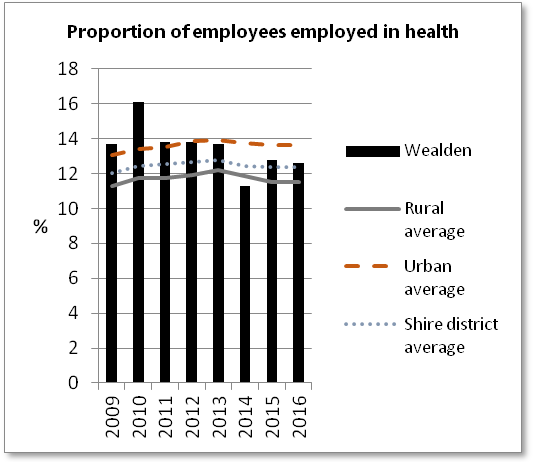 Proportion of employees employed in health
18
16
14
12
10
8
6
4
2
0
%
2009
2010
2011
2012
2013
2014
2015
2016
Wealden
Rural
average
Urban
average
Shire district
average